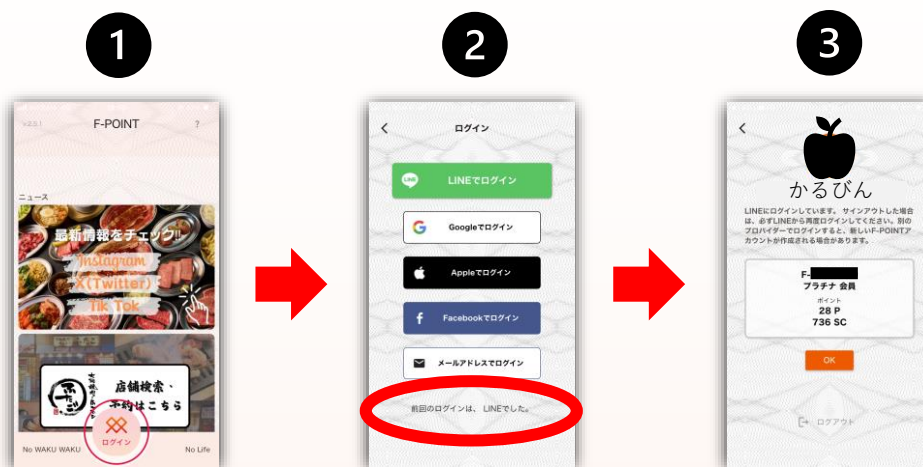 1
2
3
v2.5.1
F-POINT
?
ニュース
最新情報をチェック!!
Instagram
X(Twitter)
Tik Tok
店舗検索・
予約はこちら
ログイン
No WAKU WAKU
No Life
ログイン
LINE
LINEでログイン
Googleでログイン
Appleでログイン
Facebookでログイン
メールアドレスでログイン
前回のログインは、 LINEでした。
かるびん
LINEにログインしています。 サインアウトした場合
は、必ずLINEから再度ログインしてください。別の
プロバイダーでログインすると、新しいF-POINTア
カウントが作成される場合があります。
F-
プラチナ 会員
ポイント
28 P
736 SC
OK
ログアウト